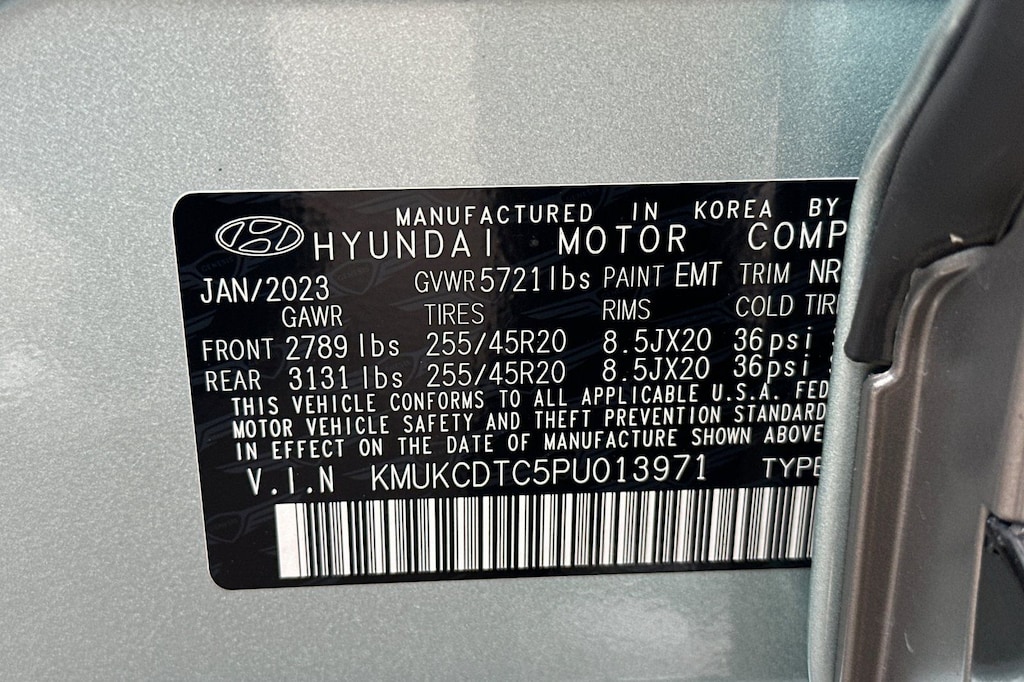 MANUFACTURED IN KOREA BY
HYUNDAI MOTOR COMP
JAN/2023 GVWR 5721 lbs PAINT EMT TRIM NR
GAWR TIRES RIMS COLD TIR
FRONT 2789 lbs 255/45R20 8.5JX20 36psi
REAR 3131 lbs 255/45R20 8.5JX20 36psi
THIS VEHICLE CONFORMS TO ALL APPLICABLE U.S.A. FED
MOTOR VEHICLE SAFETY AND THEFT PREVENTION STANDARD
IN EFFECT ON THE DATE OF MANUFACTURE SHOWN ABOVE
V.I.N KMUKCDTC5PU013971 TYPE